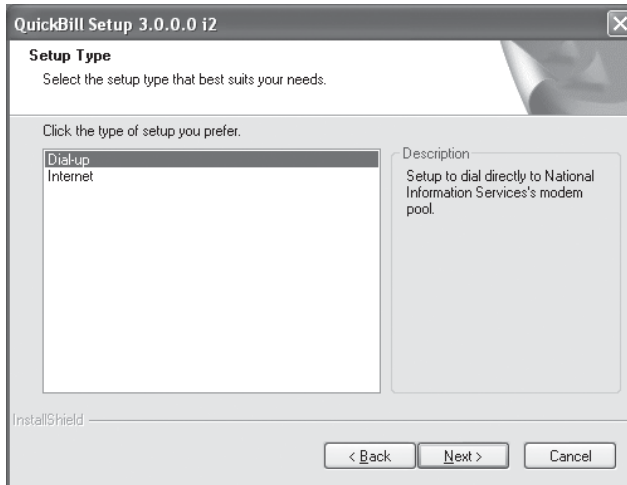 QuickBill Setup 3.0.0.0 i2
Setup Type
Select the setup type that best suits your needs.
Click the type of setup you prefer.
Dial-up
Internet
Description
Setup to dial directly to National
Information Services's modem
pool.
InstallShield
< Back
Next >
Cancel